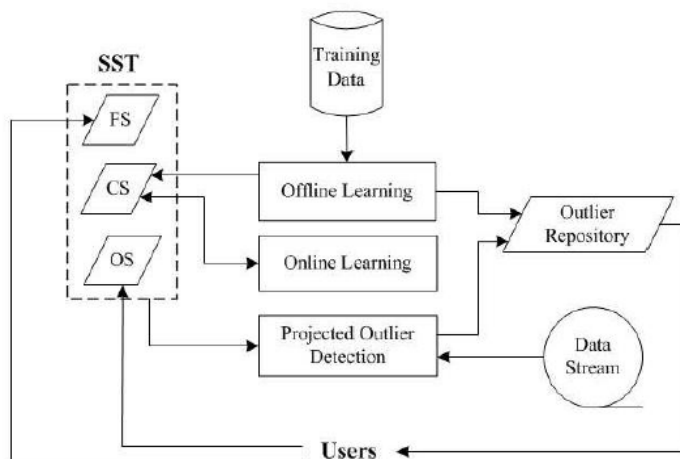 Training
Data
SST
FS
CS
OS
Offline Learning
Online Learning
Projected Outlier
Detection
Outlier
Repository
Data
Stream
Users